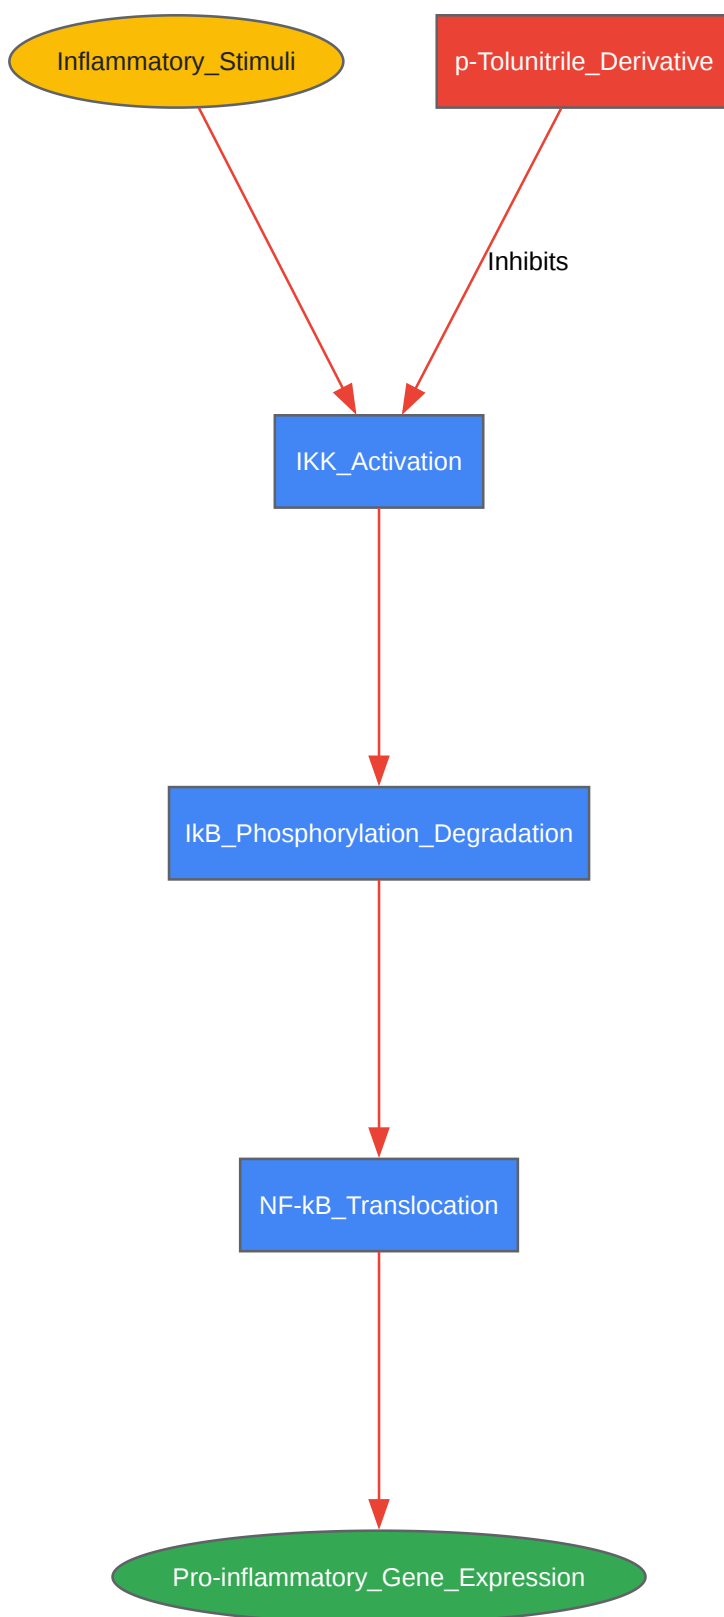 Inflammatory_Stimuli
p-Tolunitrile_Derivative
Inhibits
IKK_Activation
IkB_Phosphorylation_Degradation
NF-kB_Translocation
Pro-inflammatory_Gene_Expression